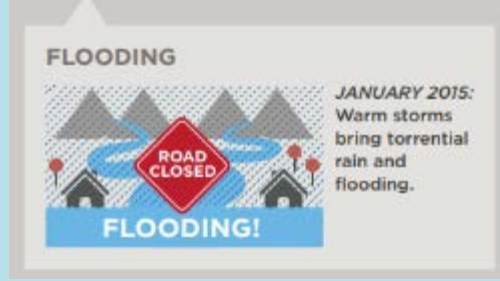 FLOODING
ROAD
CLOSED
FLOODING!
JANUARY 2015:
Warm storms
bring torrential
rain and
flooding.